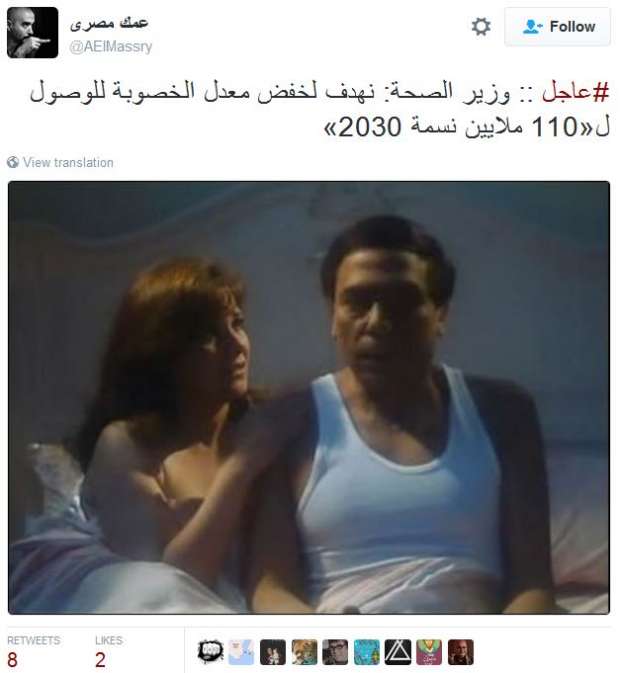 عمك مصرى
@AElMassry
Follow
#عاجل :: وزير الصحة: نهدف لخفض معدل الخصوبة للوصول
ل«110 ملايين نسمة 2030»
View translation
RETWEETS
LIKES
8
2